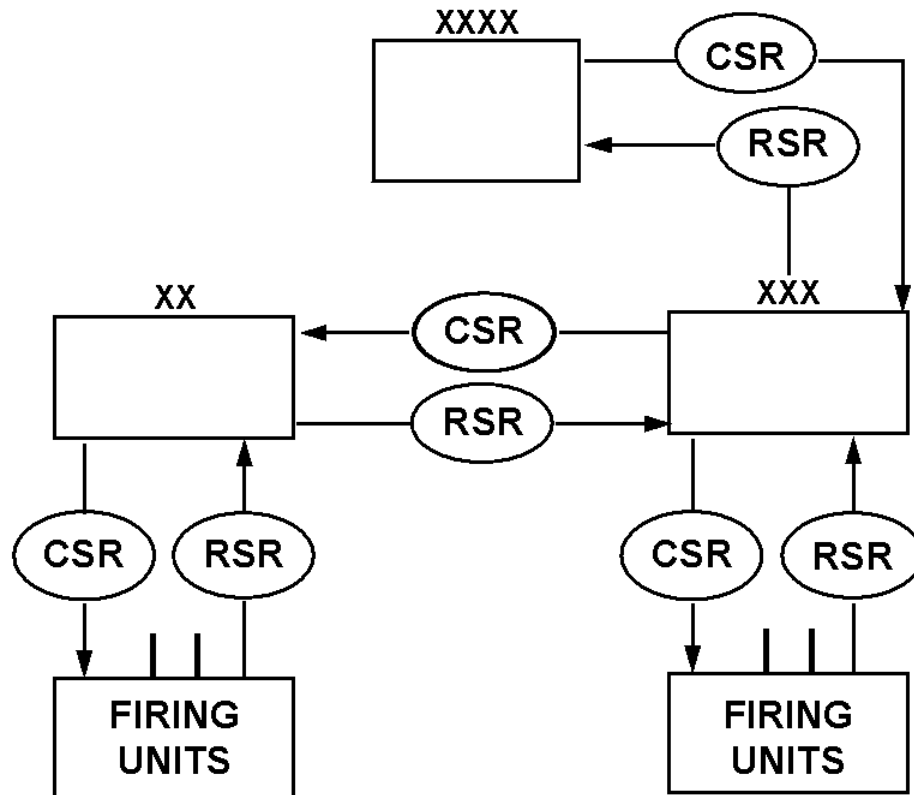 XXXX
CSR
RSR
XX
XXX
CSR
RSR
CSR
RSR
CSR
RSR
FIRING
UNITS
FIRING
UNITS